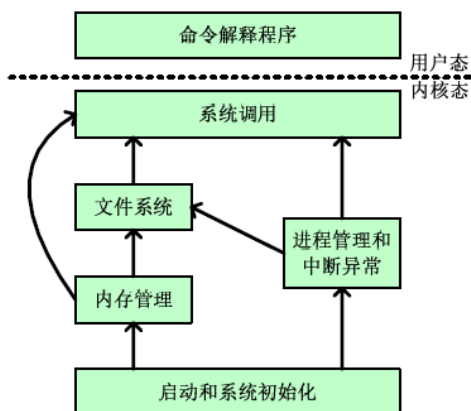 命令解释程序
用户态
内核态
系统调用
文件系统
进程管理和
中断异常
内存管理
启动和系统初始化